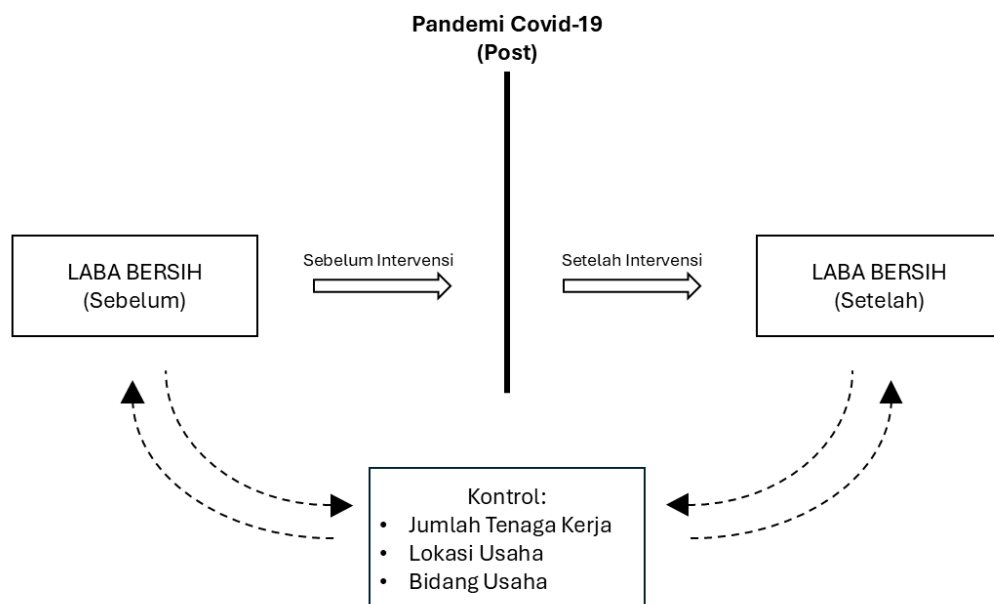 Pandemi Covid-19
(Post)
Sebelum Intervensi
Setelah Intervensi
LABA BERSIH
(Sebelum)
LABA BERSIH
(Setelah)
Kontrol:
• Jumlah Tenaga Kerja
• Lokasi Usaha
• Bidang Usaha